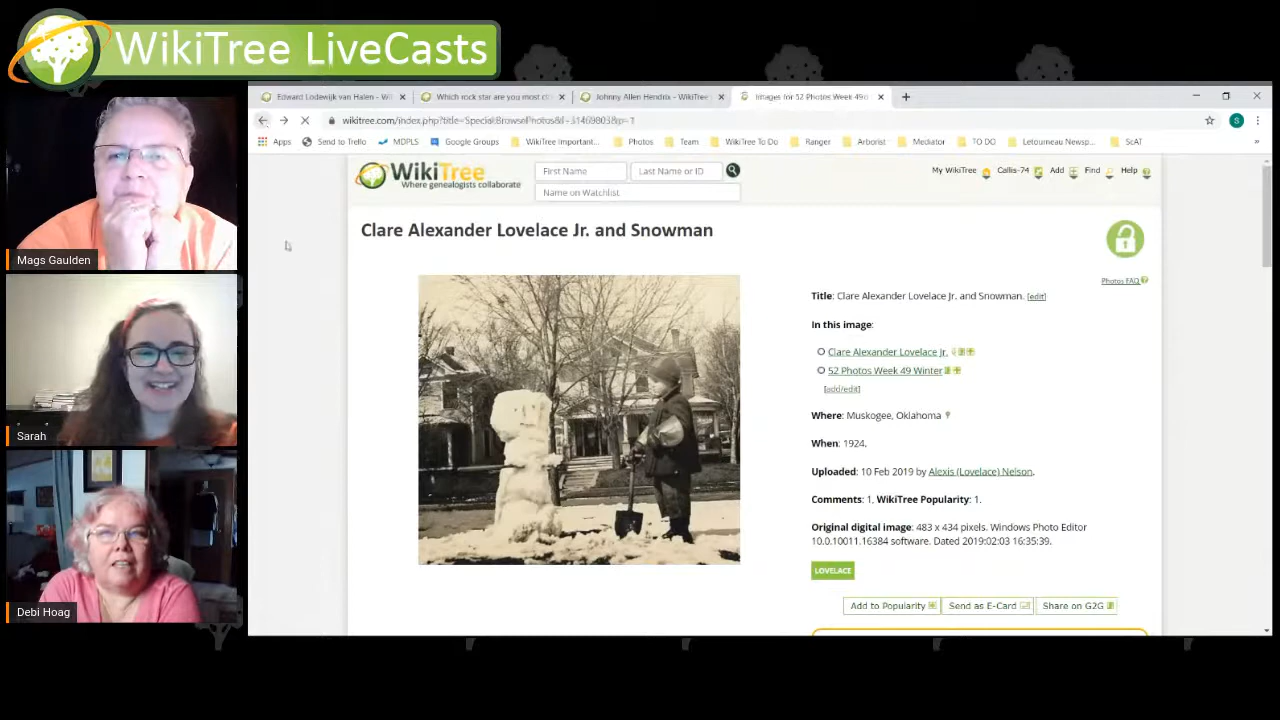 WikiTree LiveCasts
Edward Lodewijk van Halen - Wi
Which rock star are you most c
Johnny Allen Hendrix - WikiTree
Images for 52 Photos Week 49
Apps
Send to Trello
MDPLS
Google Groups
WikiTree Important...
Photos
Team
WikiTree To Do
Ranger
Arborist
Mediator
TO DO
Letourneau Newsp...
ScAT
WikiTree
Where genealogists collaborate
First Name
Last Name or ID
Name on Watchlist
My WikiTree
Callis-74
Add
Find
Help
Clare Alexander Lovelace Jr. and Snowman
Photos FAQ
Title: Clare Alexander Lovelace Jr. and Snowman. [edit]
In this image:
Clare Alexander Lovelace Jr.
52 Photos Week 49 Winter
[add/edit]
Where: Muskogee, Oklahoma
When: 1924.
Uploaded: 10 Feb 2019 by Alexis (Lovelace) Nelson.
Comments: 1, WikiTree Popularity: 1.
Original digital image: 483 x 434 pixels. Windows Photo Editor
10.0.10011.16384 software. Dated 2019:02:03 16:35:39.
LOVELACE
Add to Popularity
Send as E-Card
Share on G2G
Mags Gaulden
Sarah
Debi Hoag